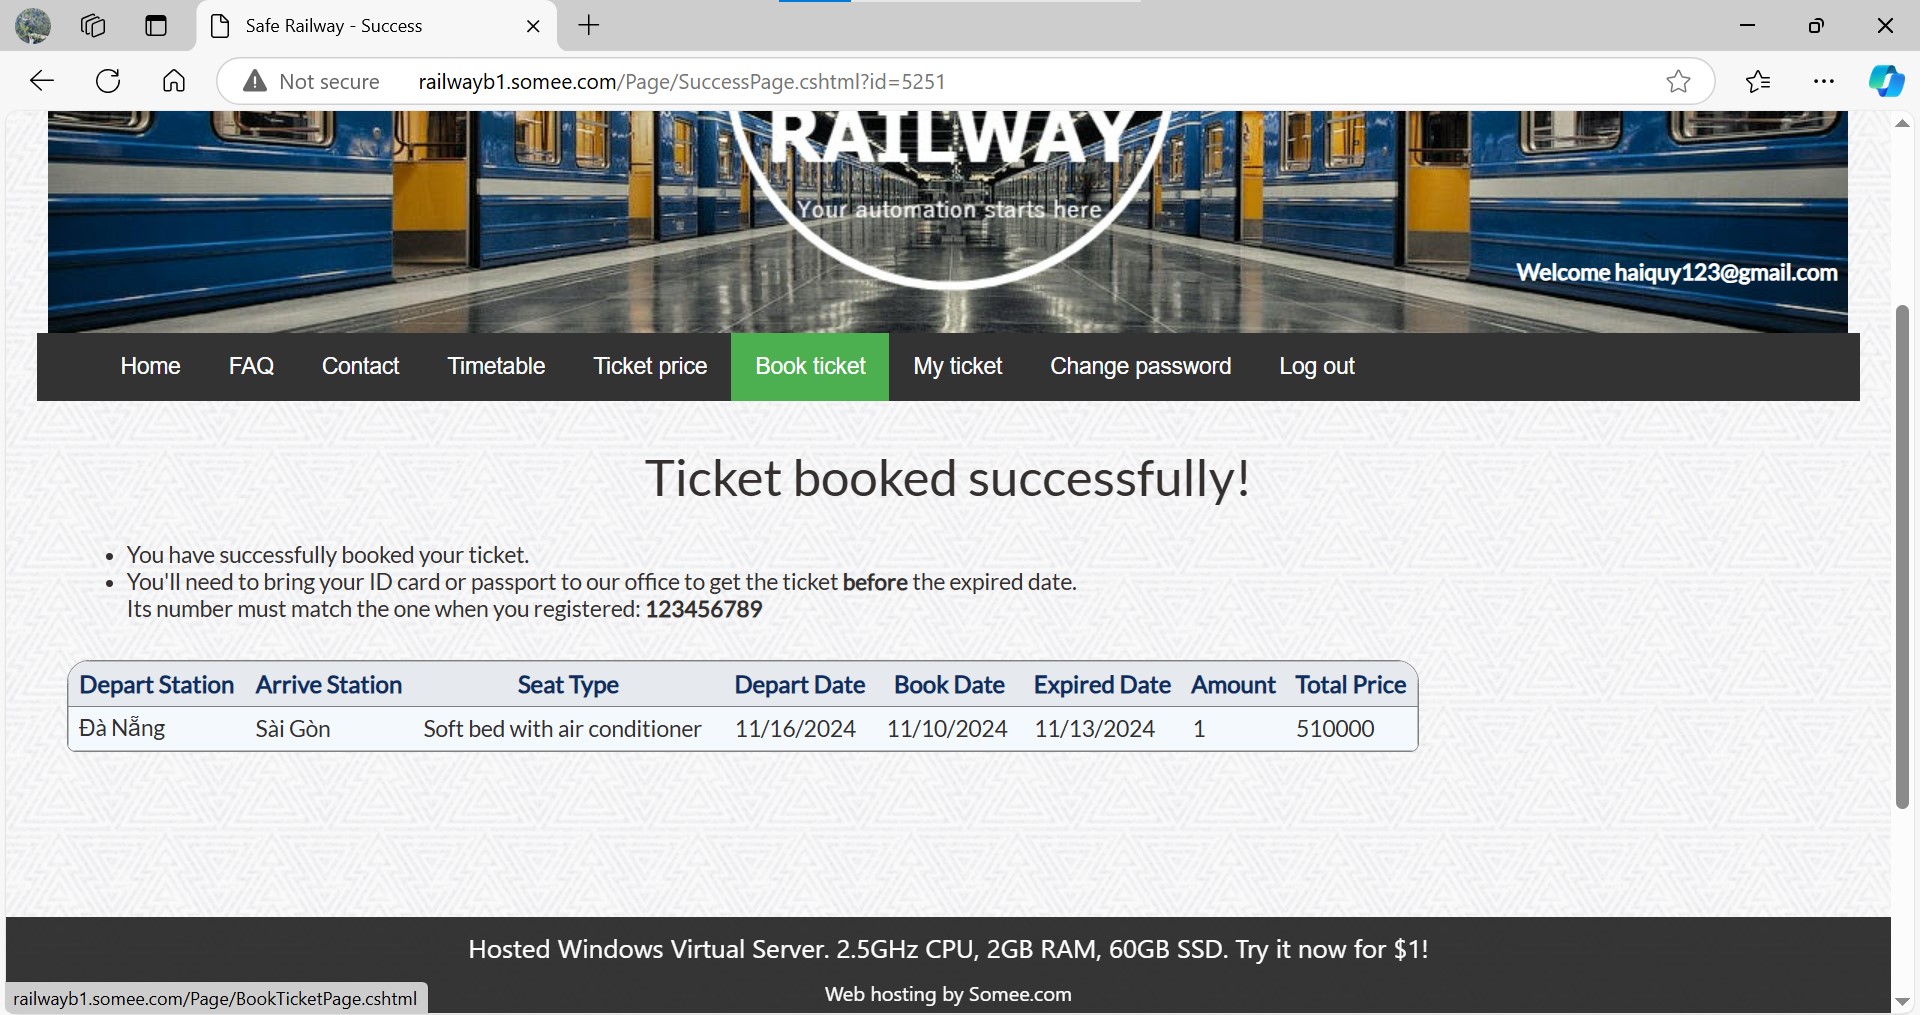 Safe Railway - Success
Not secure railwayb1.somee.com/Page/SuccessPage.cshtml?id=5251
RAILWAY
Your automation starts here
Welcome haiquy123@gmail.com
Home FAQ Contact Timetable Ticket price Book ticket My ticket Change password Log out
Ticket booked successfully!
• You have successfully booked your ticket.
• You'll need to bring your ID card or passport to our office to get the ticket before the expired date.
Its number must match the one when you registered: 123456789
Depart Station Arrive Station Seat Type Depart Date Book Date Expired Date Amount Total Price
Đà Nẵng Sài Gòn Soft bed with air conditioner 11/16/2024 11/10/2024 11/13/2024 1 510000
Hosted Windows Virtual Server. 2.5GHz CPU, 2GB RAM, 60GB SSD. Try it now for $1!
Web hosting by Somee.com
railwayb1.somee.com/Page/BookTicketPage.cshtml